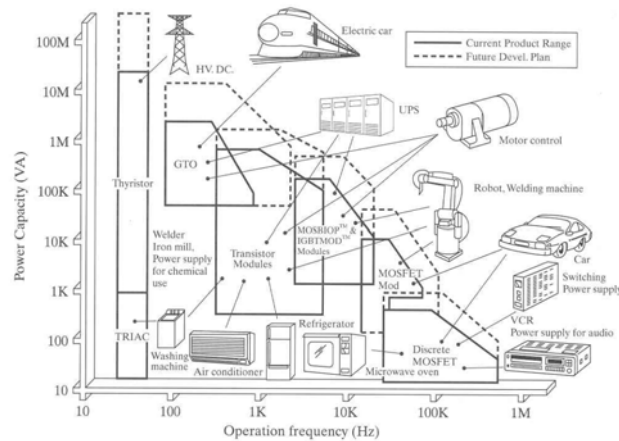 100M
10M
1M
100K
10K
1K
100
10
Power Capacity (VA)
10
100
1K
10K
100K
1M
Operation frequency (Hz)
Current Product Range
Future Devel. Plan
Electric car
HV. DC.
UPS
Motor control
GTO
Thyristor
Robot, Welding machine
MOSBIOP™ &
IGBTMOD™
Modules
Welder
Iron mill,
Power supply
for chemical
use
Transistor
Modules
MOSFET
Mod
Car
Switching
Power supply
VCR
Power supply for audio
TRIAC
Washing
machine
Air conditioner
Refrigerator
Microwave oven
Discrete
MOSFET